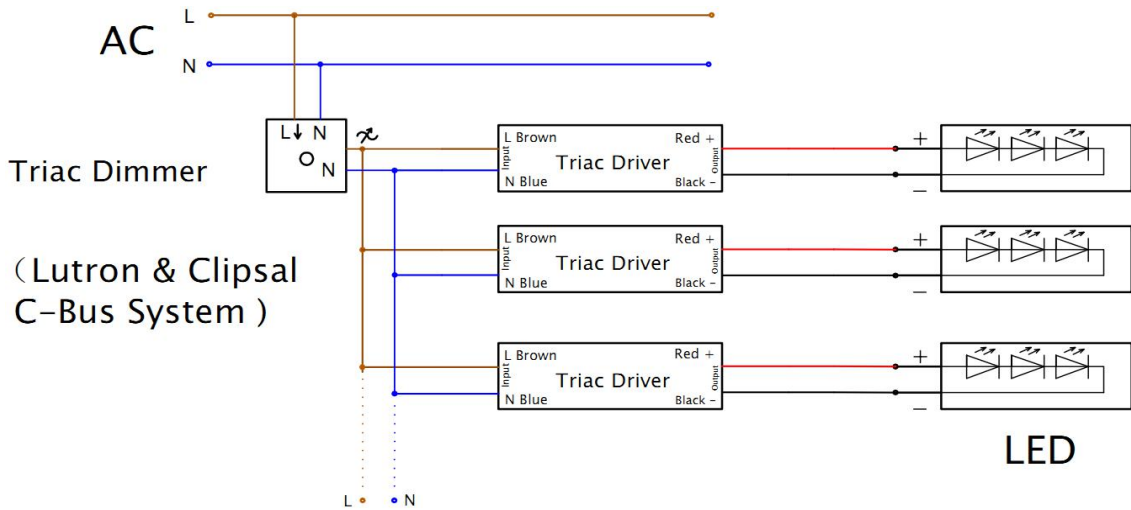 L
AC
N
L N
N
Triac Dimmer
（Lutron & Clipsal
C-Bus System )
L Brown
Input
N Blue
Triac Driver
Red +
Output
Black -
+
−
L Brown
Input
N Blue
Triac Driver
Red +
Output
Black -
+
−
L Brown
Input
N Blue
Triac Driver
Red +
Output
Black -
+
−
LED
L N